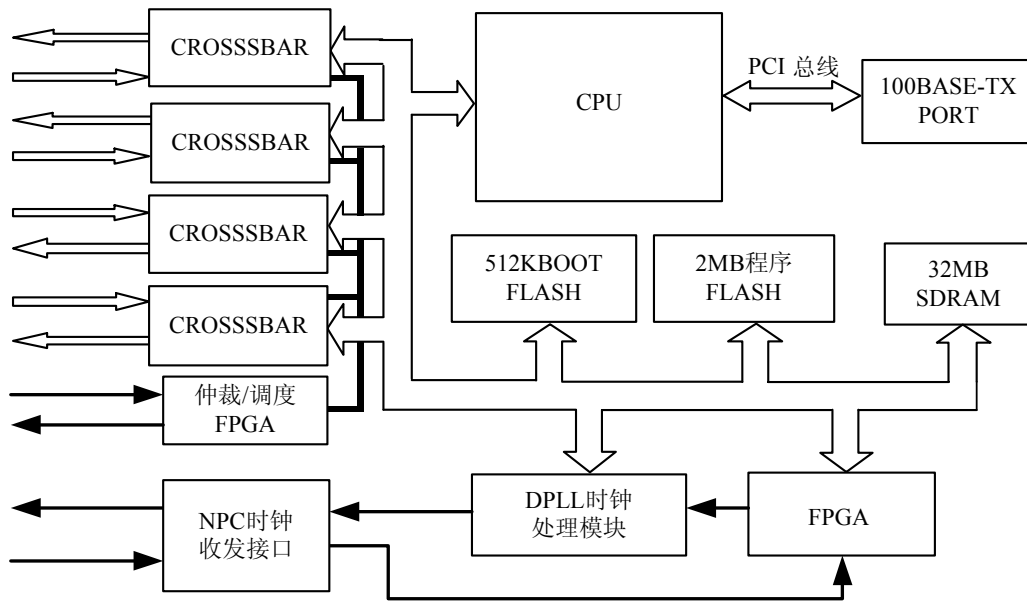 CROSSSBAR
CPU
PCI 总线
100BASE-TX
PORT
CROSSSBAR
CROSSSBAR
CROSSSBAR
512KBOOT
FLASH
2MB程序
FLASH
32MB
SDRAM
仲裁/调度
FPGA
NPC时钟
收发接口
DPLL时钟
处理模块
FPGA